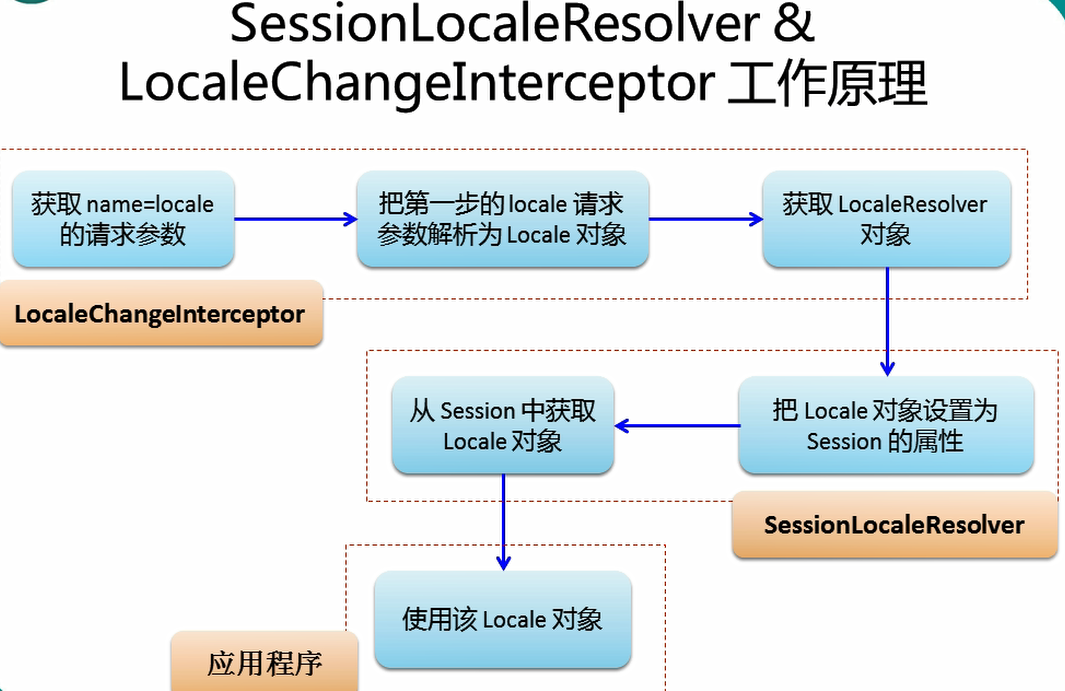 SessionLocaleResolver &
LocaleChangeInterceptor 工作原理
获取 name=locale
的请求参数
把第一步的 locale 请求
参数解析为 Locale 对象
获取 LocaleResolver
对象
LocaleChangeInterceptor
从 Session 中获取
Locale 对象
把 Locale 对象设置为
Session 的属性
SessionLocaleResolver
使用该 Locale 对象
应用程序